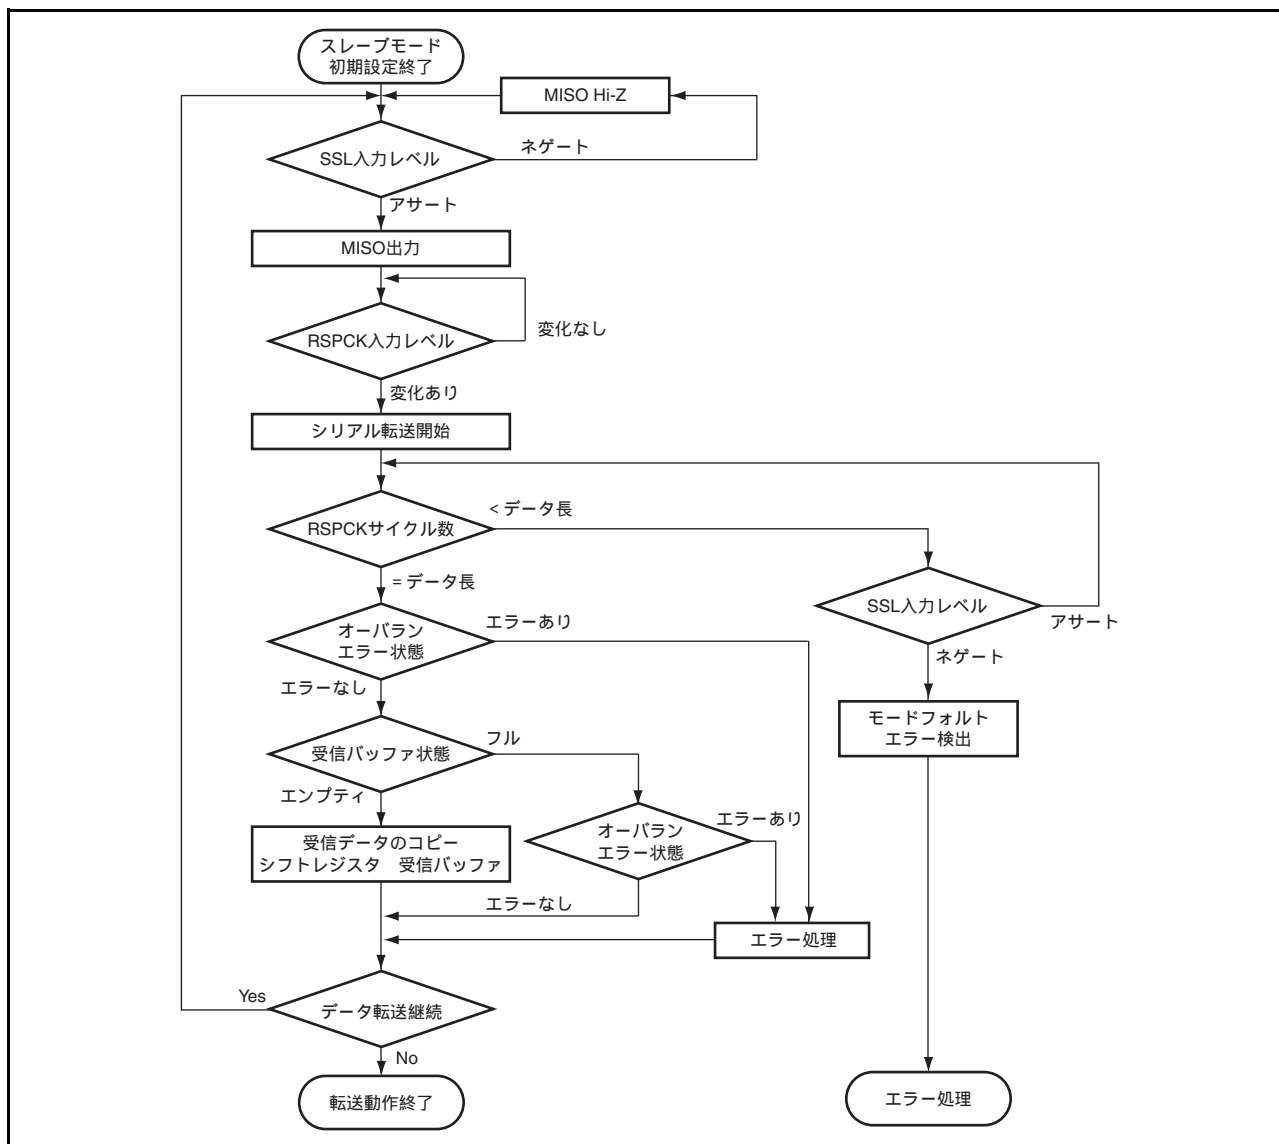 スレーブモード
初期設定終了
MISO Hi-Z
SSL入力レベル
ネゲート
アサート
MISO出力
RSPCK入力レベル
変化なし
変化あり
シリアル転送開始
RSPCKサイクル数
< データ長
= データ長
SSL入力レベル
アサート
ネゲート
オーバラン
エラー状態
エラーあり
エラーなし
モードフォルト
エラー検出
受信バッファ状態
フル
エンプティ
オーバラン
エラー状態
エラーあり
受信データのコピー
シフトレジスタ　受信バッファ
エラーなし
エラー処理
データ転送継続
Yes
No
転送動作終了
エラー処理